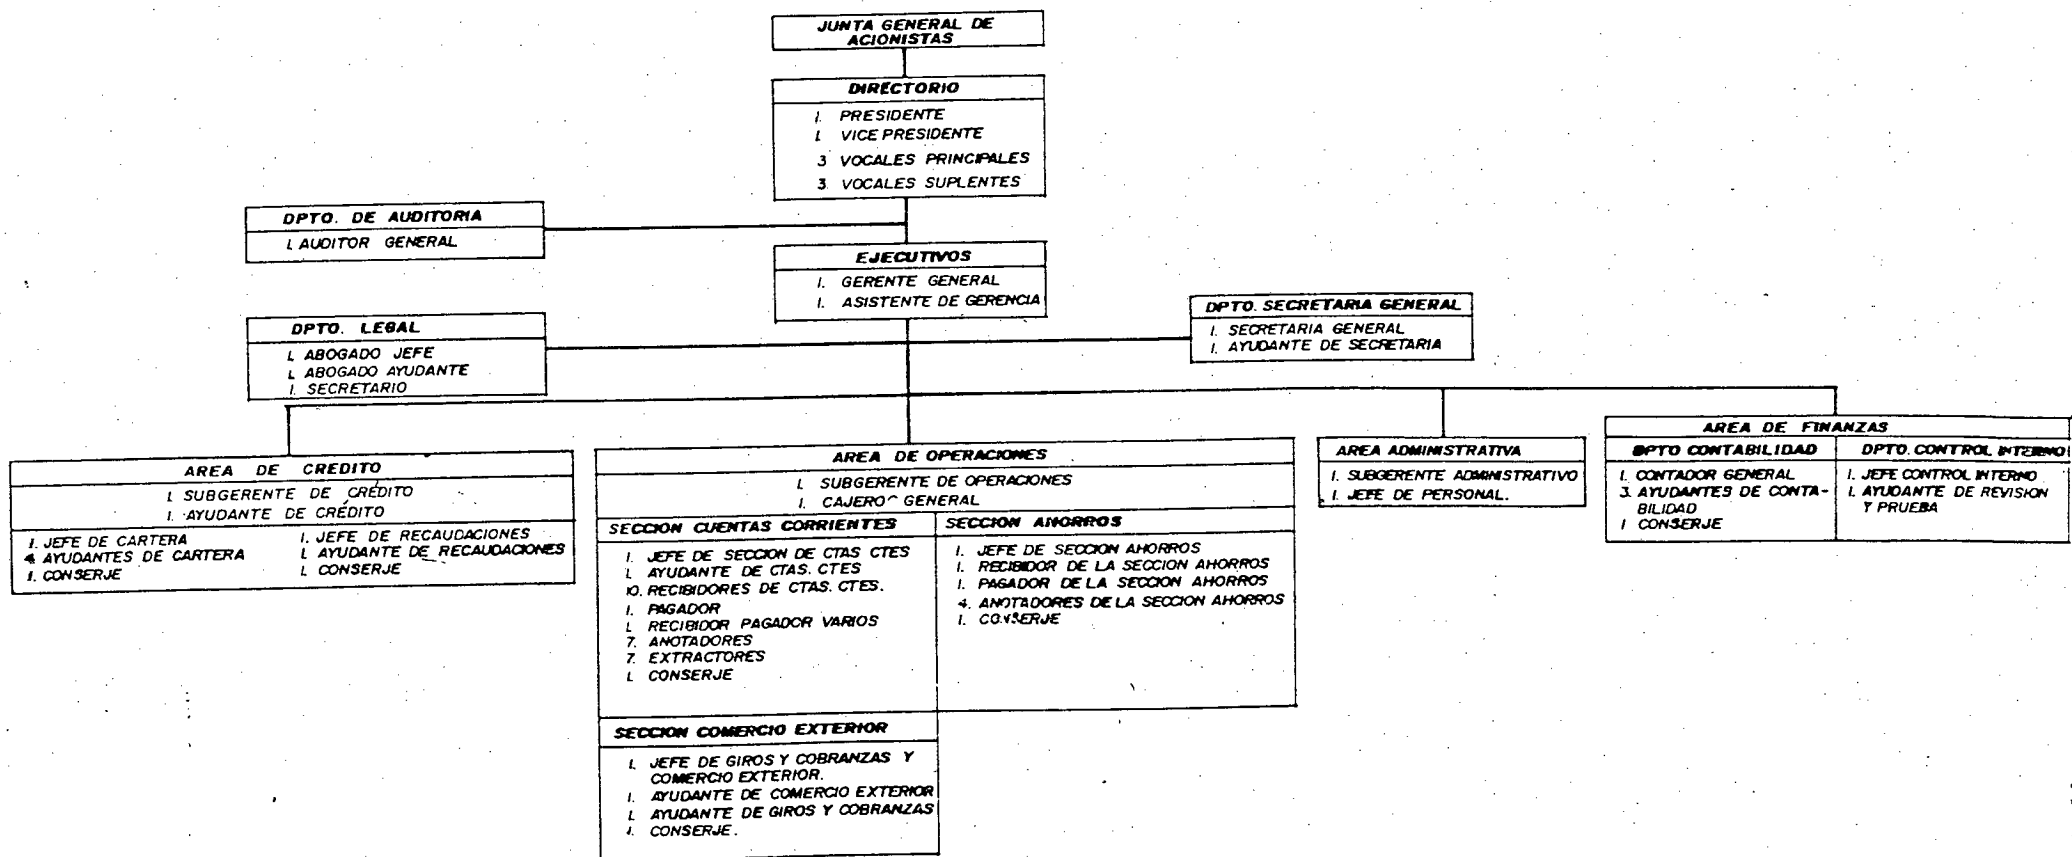 JUNTA GENERAL DE
ACIONISTAS
DIRECTORIO
1. PRESIDENTE
1. VICE PRESIDENTE
3 VOCALES PRINCIPALES
3. VOCALES SUPLENTES
DPTO. DE AUDITORIA
1. AUDITOR GENERAL
EJECUTIVOS
1. GERENTE GENERAL
1. ASISTENTE DE GERENCIA
DPTO. LEGAL
1. ABOGADO JEFE
1. ABOGADO AYUDANTE
1. SECRETARIO
DPTO. SECRETARIA GENERAL
1. SECRETARIA GENERAL
1. AYUDANTE DE SECRETARIA
AREA DE CREDITO
1. SUBGERENTE DE CRÉDITO
1. AYUDANTE DE CRÉDITO
1. JEFE DE CARTERA
4. AYUDANTES DE CARTERA
1. CONSERJE
1. JEFE DE RECAUDACIONES
1. AYUDANTE DE RECAUDACIONES
1. CONSERJE
AREA DE OPERACIONES
1. SUBGERENTE DE OPERACIONES
1. CAJERO GENERAL
SECCION CUENTAS CORRIENTES
1. JEFE DE SECCION DE CTAS CTES
1. AYUDANTE DE CTAS. CTES
10. RECIBIDORES DE CTAS. CTES.
1. PAGADOR
1. RECIBIDOR PAGADOR VARIOS
7. ANOTADORES
7. EXTRACTORES
1. CONSERJE
SECCION AHORROS
1. JEFE DE SECCION AHORROS
1. RECIBIDOR DE LA SECCION AHORROS
1. PAGADOR DE LA SECCION AHORROS
4. ANOTADORES DE LA SECCION AHORROS
1. CONSERJE
SECCION COMERCIO EXTERIOR
1. JEFE DE GIROS Y COBRANZAS Y
COMERCIO EXTERIOR.
1. AYUDANTE DE COMERCIO EXTERIOR
1. AYUDANTE DE GIROS Y COBRANZAS
1. CONSERJE.
AREA ADMINISTRATIVA
1. SUBGERENTE ADMINISTRATIVO
1. JEFE DE PERSONAL.
AREA DE FINANZAS
DPTO CONTABILIDAD
1. CONTADOR GENERAL
3. AYUDANTES DE CONTA-
BILIDAD
1 CONSERJE
DPTO. CONTROL INTERNO
1. JEFE CONTROL INTERNO
1. AYUDANTE DE REVISION
Y PRUEBA